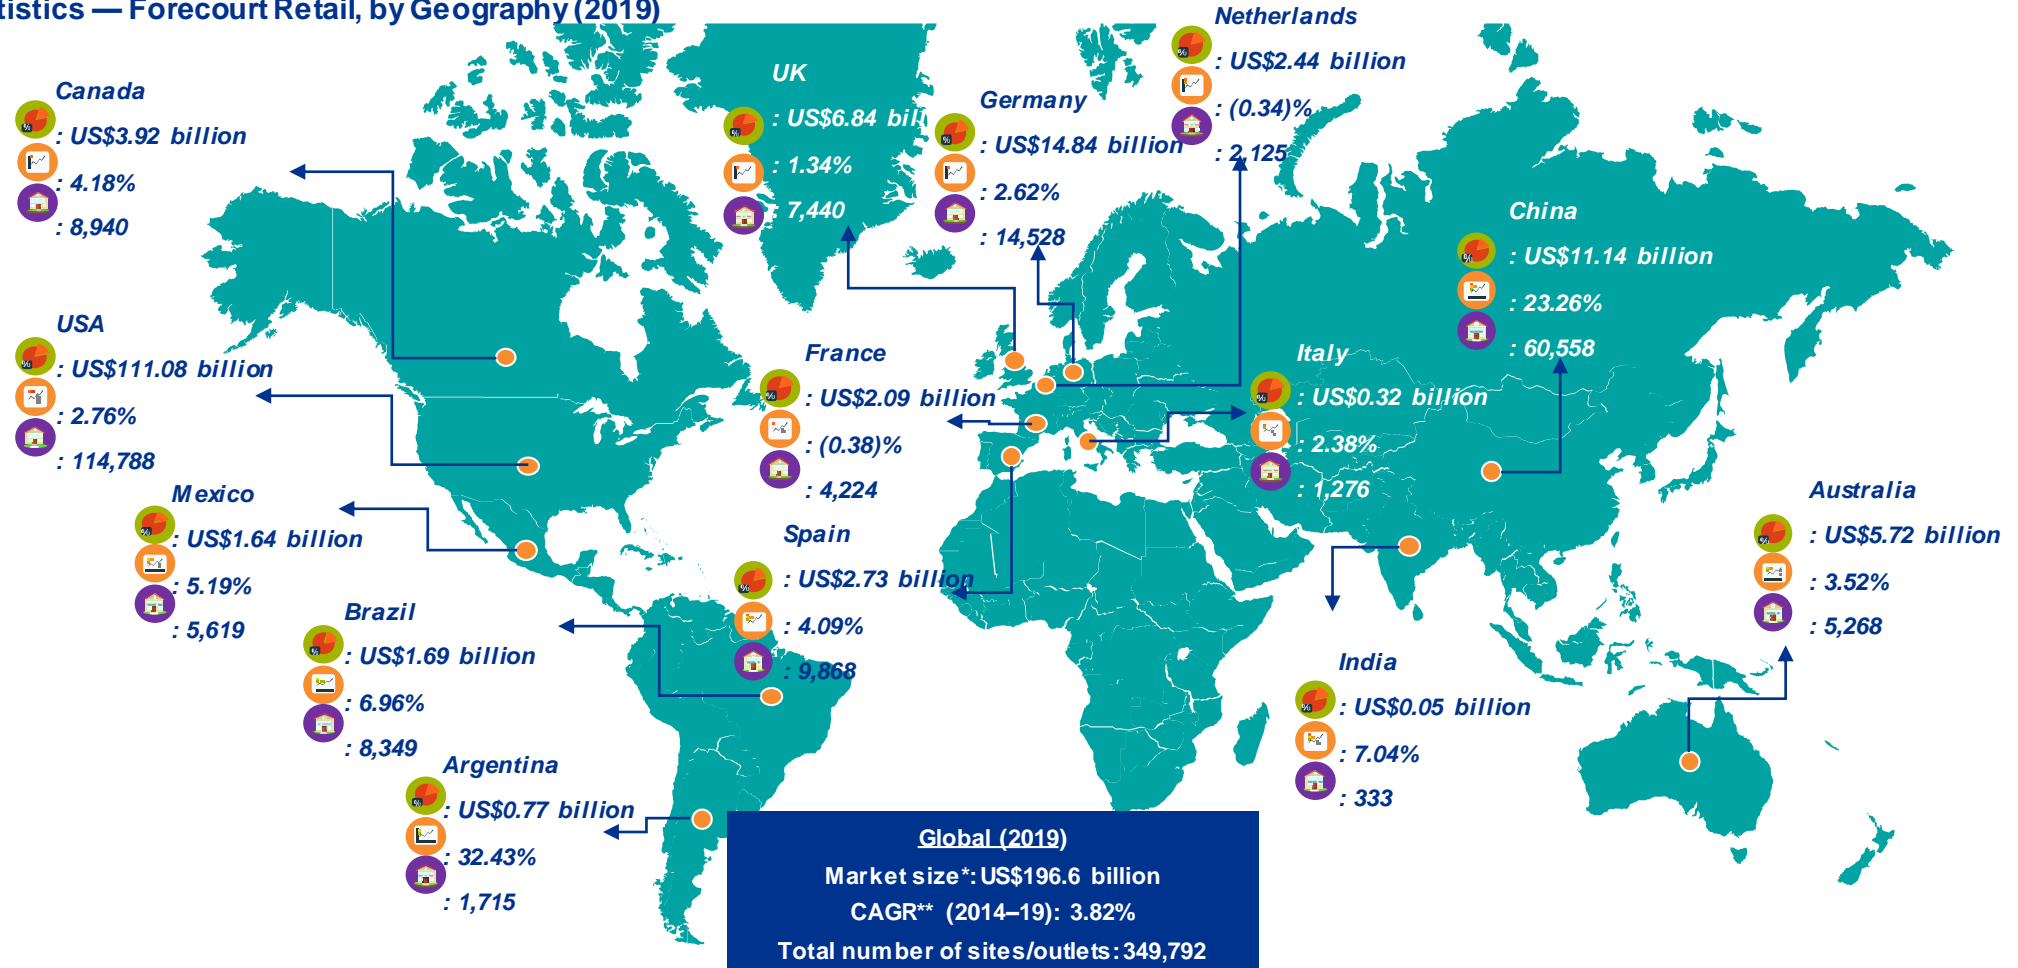 tistics — Forecourt Retail, by Geography (2019)
Netherlands
: US$2.44 billion
: (0.34)%
: 2,125
Canada
: US$3.92 billion
: 4.18%
: 8,940
UK
: US$6.84 bill
: 1.34%
: 7,440
Germany
: US$14.84 billion
: 2.62%
: 14,528
China
: US$11.14 billion
: 23.26%
: 60,558
USA
: US$111.08 billion
: 2.76%
: 114,788
France
: US$2.09 billion
: (0.38)%
: 4,224
Italy
: US$0.32 billion
: 2.38%
: 1,276
Mexico
: US$1.64 billion
: 5.19%
: 5,619
Spain
: US$2.73 billion
: 4.09%
: 9,868
Australia
: US$5.72 billion
: 3.52%
: 5,268
Brazil
: US$1.69 billion
: 6.96%
: 8,349
India
: US$0.05 billion
: 7.04%
: 333
Argentina
: US$0.77 billion
: 32.43%
: 1,715
Global (2019)
Market size*: US$196.6 billion
CAGR** (2014–19): 3.82%
Total number of sites/outlets: 349,792